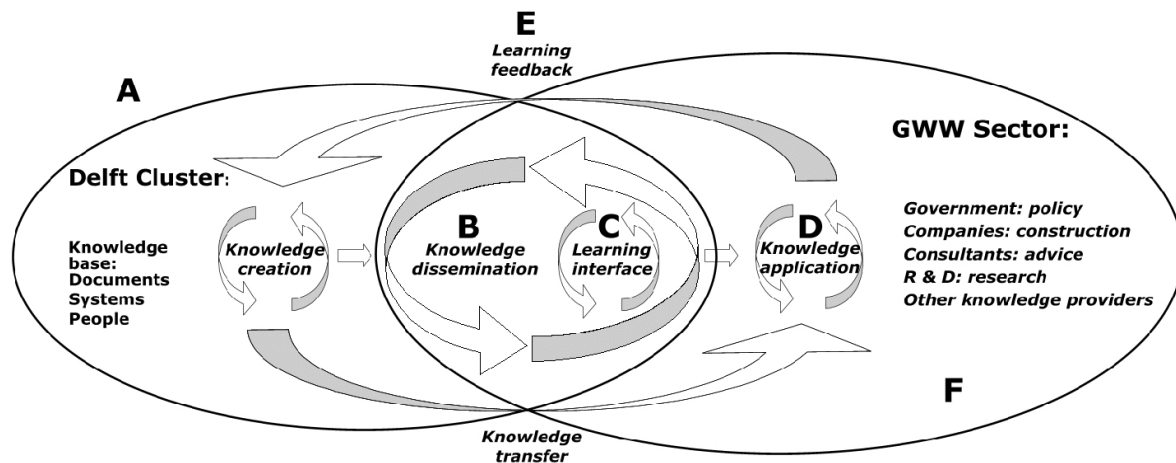 E
Learning
feedback
A
GWW Sector:
Delft Cluster:
Knowledge
base:
Documents
Systems
People
Knowledge
creation
B
Knowledge
dissemination
C
Learning
interface
D
Knowledge
application
Government: policy
Companies: construction
Consultants: advice
R & D: research
Other knowledge providers
F
Knowledge
transfer